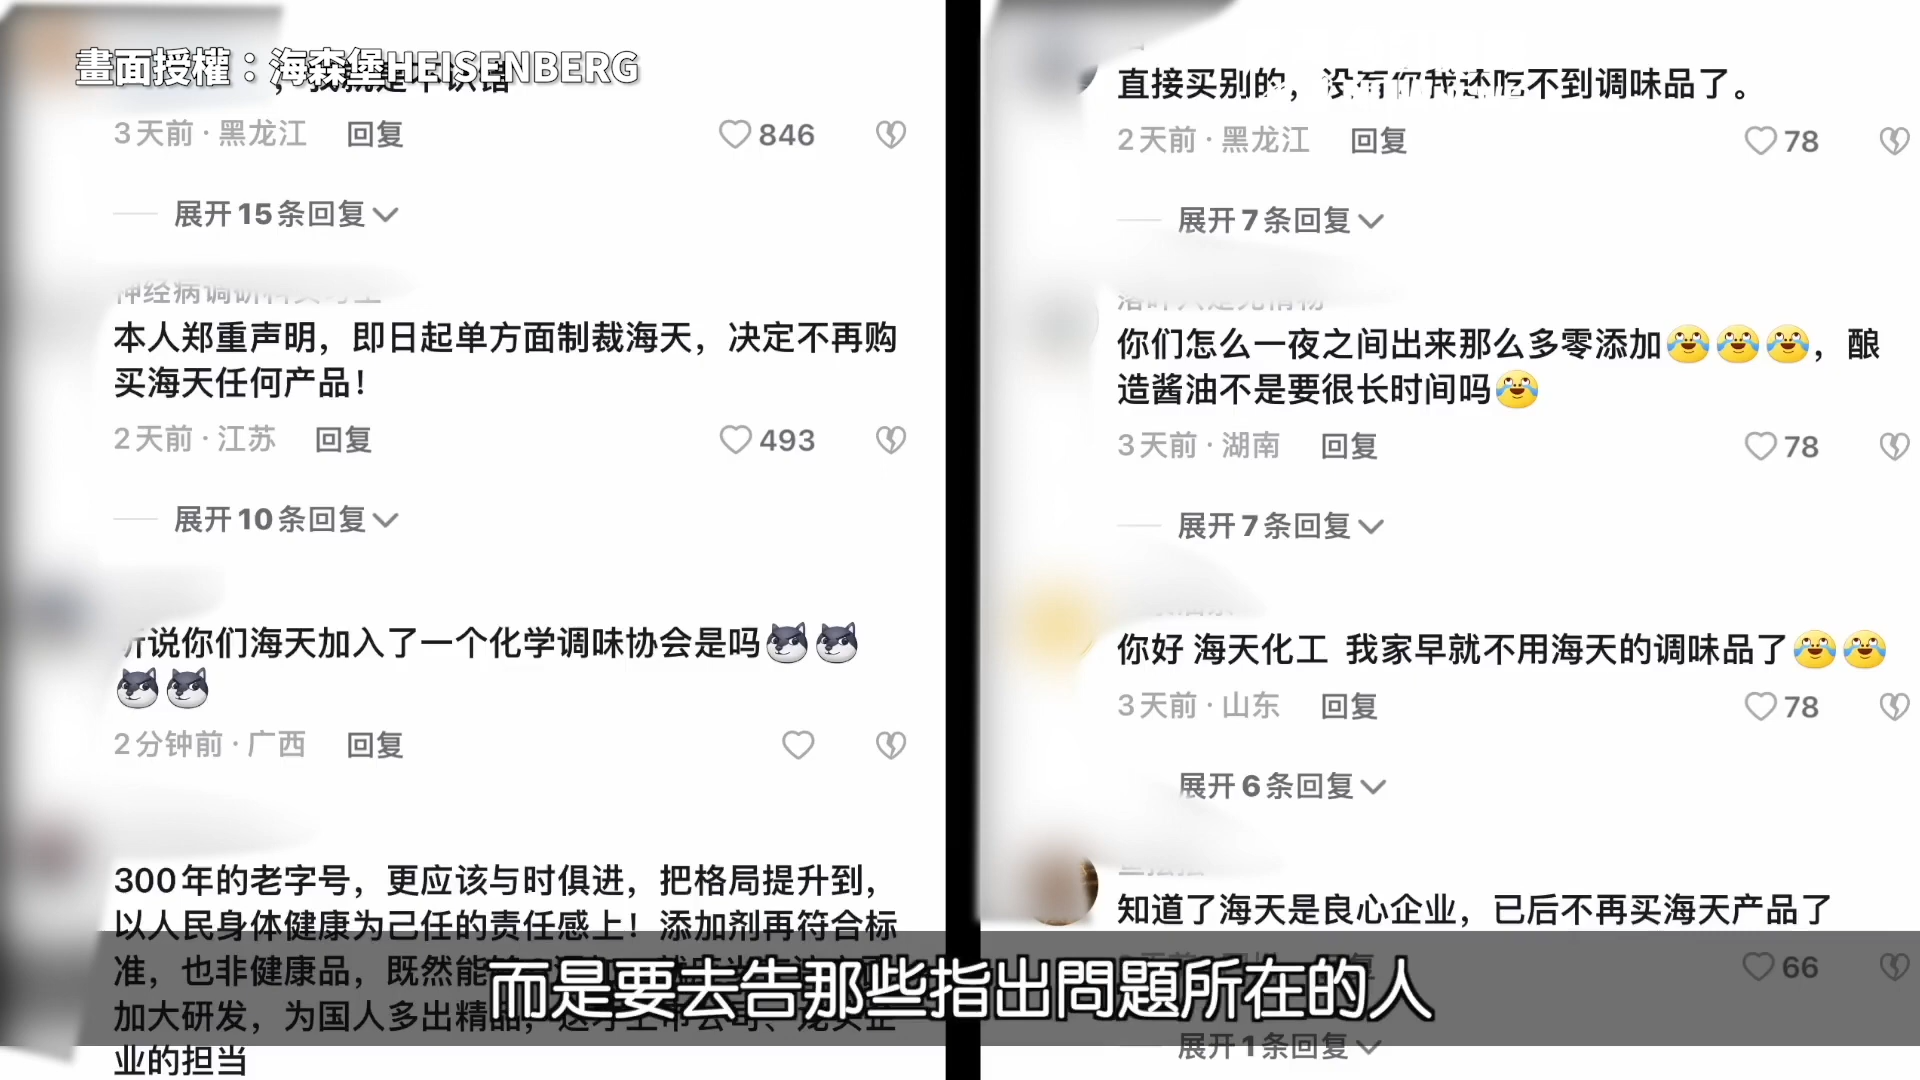 畫面授權：海森堡HEISENBERG
3天前·黑龙江 回复 846
展开15条回复
本人郑重声明，即日起单方面制裁海天，决定不再购
买海天任何产品！
2天前·江苏 回复 493
展开10条回复
听说你们海天加入了一个化学调味协会是吗
2分钟前·广西 回复
300年的老字号，更应该与时俱进，把格局提升到，
以人民身体健康为己任的责任感上！添加剂再符合标
准，也非健康品，既然能
加大研发，为国人多出精品，
业的担当
直接买别的，没有你我还吃不到调味品了。
2天前·黑龙江 回复 78
展开7条回复
你们怎么一夜之间出来那么多零添加😂😂😂，酿
造酱油不是要很长时间吗😂
3天前·湖南 回复 78
展开7条回复
你好 海天化工 我家早就不用海天的调味品了😂😂
3天前·山东 回复 78
展开6条回复
知道了海天是良心企业，已后不再买海天产品了
66
展开1条回复
而是要去告那些指出問題所在的人